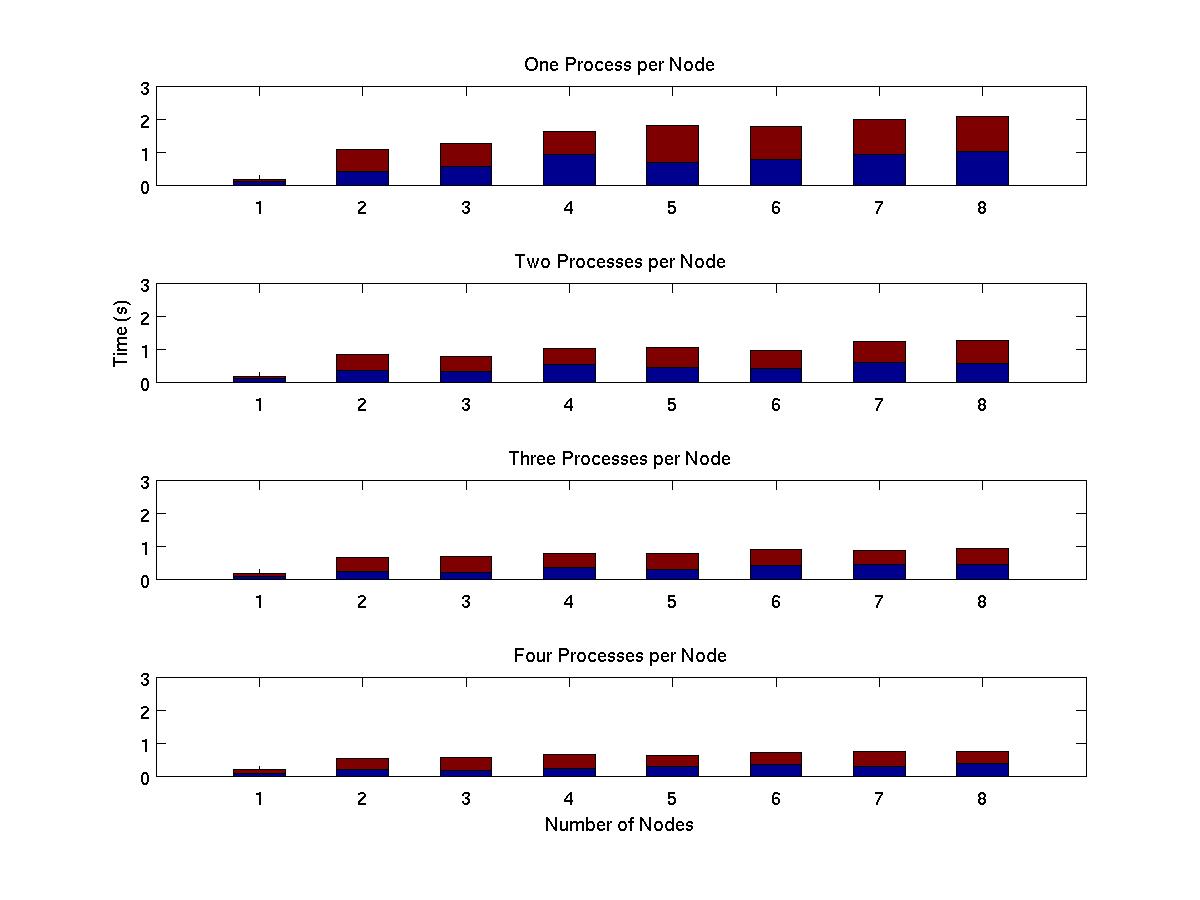 One Process per Node
3
2
1
0
1 2 3 4 5 6 7 8
Two Processes per Node
Time (s)
3
2
1
0
1 2 3 4 5 6 7 8
Three Processes per Node
3
2
1
0
1 2 3 4 5 6 7 8
Four Processes per Node
3
2
1
0
1 2 3 4 5 6 7 8
Number of Nodes